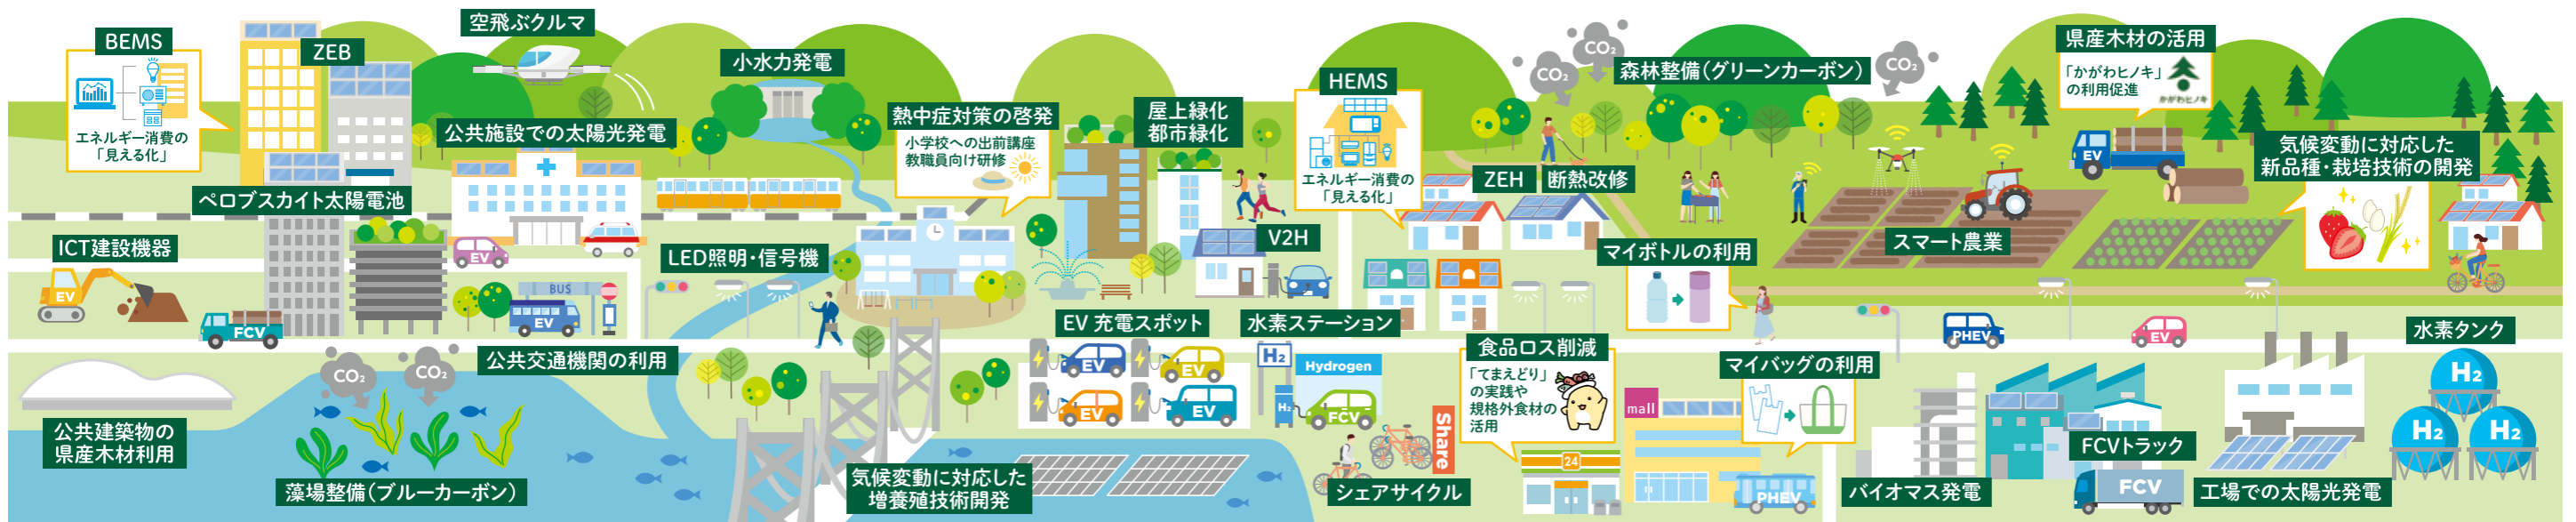 BEMS
エネルギー消費の
「見える化」
ZEB
空飛ぶクルマ
小水力発電
公共施設での太陽光発電
ペロブスカイト太陽電池
ICT建設機器
EV
FCV
EV
BUS
EV
公共交通機関の利用
LED照明・信号機
熱中症対策の啓発
小学校への出前講座
教職員向け研修
屋上緑化
都市緑化
V2H
HEMS
エネルギー消費の
「見える化」
ZEH
断熱改修
CO2
CO2
CO2
森林整備（グリーンカーボン）
県産木材の活用
「かがわヒノキ」
の利用促進
かがわヒノキ
EV
気候変動に対応した
新品種・栽培技術の開発
スマート農業
マイボトルの利用
PHEV
EV
公共建築物の
県産木材利用
CO2
CO2
藻場整備（ブルーカーボン）
気候変動に対応した
増養殖技術開発
EV 充電スポット
EV
EV
EV
EV
水素ステーション
H2
Hydrogen
H2
FCV
Share
シェアサイクル
食品ロス削減
「てまえどり」
の実践や
規格外食材の
活用
24
mall
マイバッグの利用
PHEV
バイオマス発電
FCVトラック
FCV
工場での太陽光発電
水素タンク
H2
H2
H2